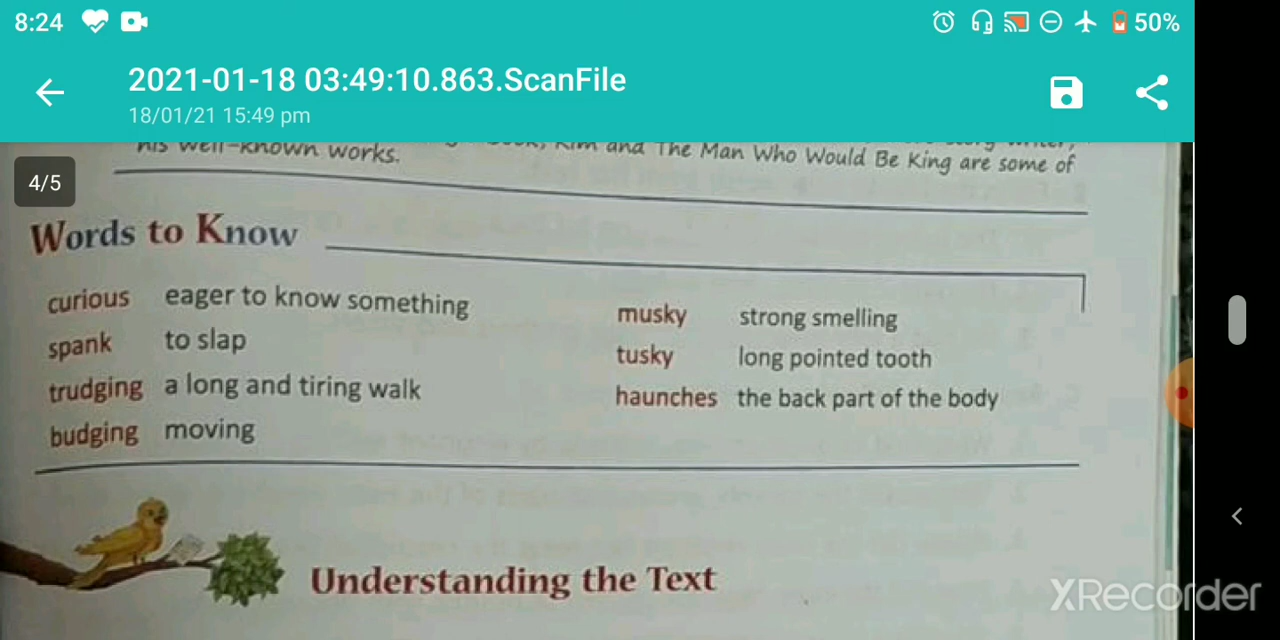 8:24
50%
2021-01-18 03:49:10.863.ScanFile
18/01/21 15:49 pm
4/5
Kim and The Man Who Would Be King are some of
his well-known works.
Words to Know
curious eager to know something
spank to slap
trudging a long and tiring walk
budging moving
musky strong smelling
tusky long pointed tooth
haunches the back part of the body
Understanding the Text
XRecorder